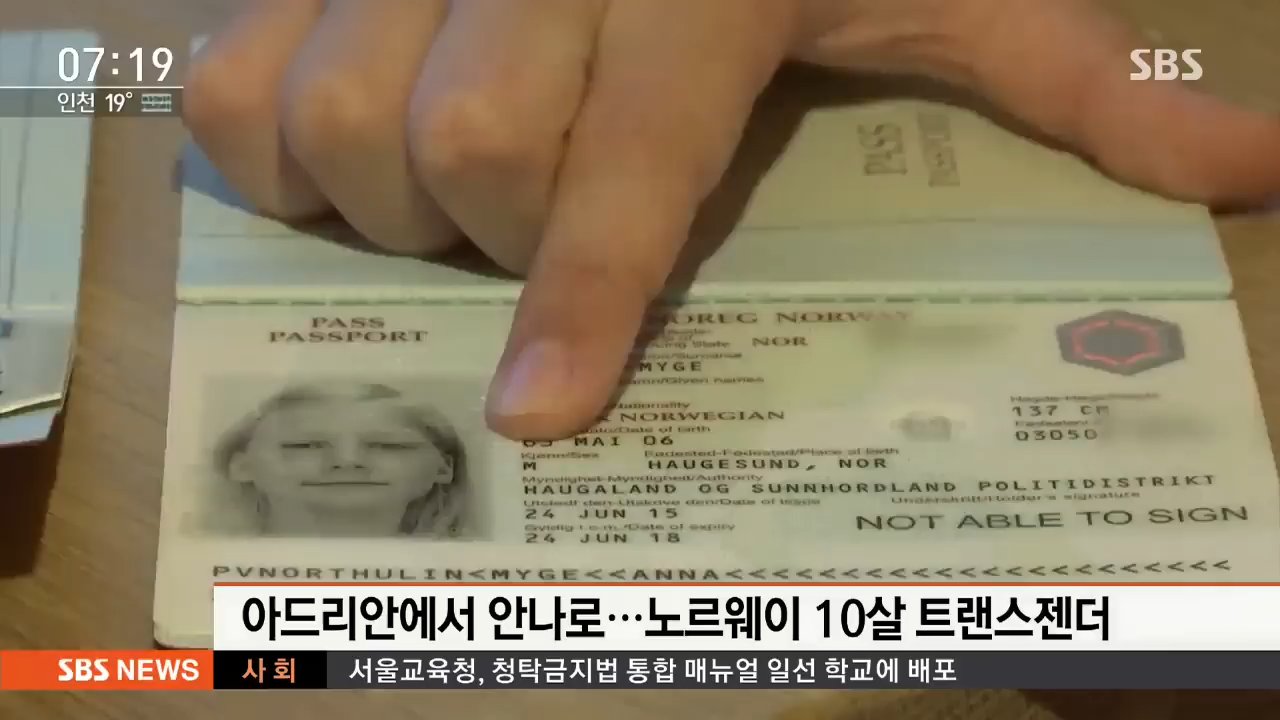 07:19
인천 19°
SBS
PASS
PASSPORT
PASS
PASSPORT
NOREG NORWAY
NOR
MYGE
NORWEGIAN
MAI 06
137 cm
03050
M
HAUGESUND, NOR
HAUGALAND OG SUNNHORDLAND POLITIDISTRIKT
24 JUN 15
24 JUN 18
NOT ABLE TO SIGN
PVNORTHULIN<MYGE<<ANNA<<<<<<<<<<<<<<<<<<<<<<
아드리안에서 안나로…노르웨이 10살 트랜스젠더
SBS NEWS
사회
서울교육청, 청탁금지법 통합 매뉴얼 일선 학교에 배포